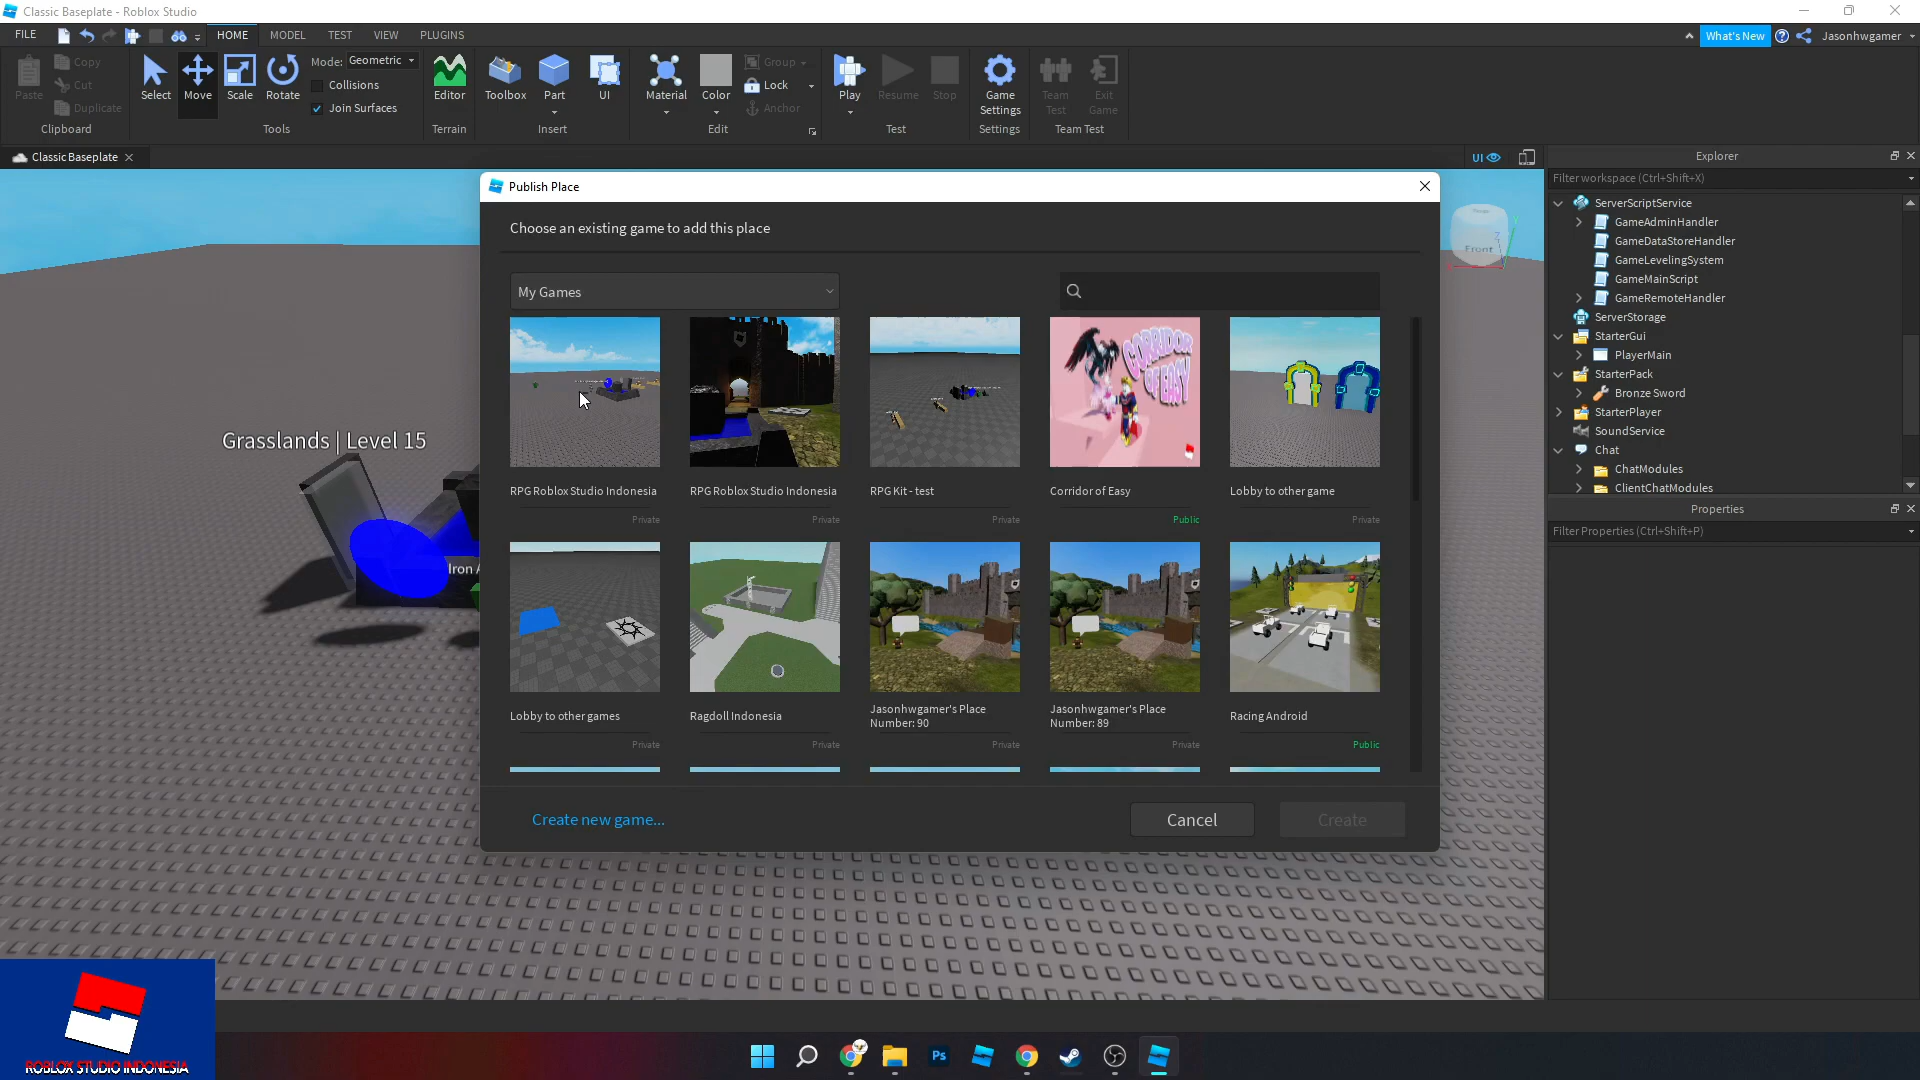 Classic Baseplate - Roblox Studio
FILE
HOME
MODEL
TEST
VIEW
PLUGINS
What's New
Jasonhwgamer
Paste
Copy
Cut
Duplicate
Clipboard
Select
Move
Scale
Rotate
Mode: Geometric
Collisions
Join Surfaces
Tools
Editor
Terrain
Toolbox
Part
UI
Insert
Material
Color
Group
Lock
Anchor
Edit
Play
Resume
Stop
Test
Game
Settings
Settings
Team
Test
Exit
Game
Team Test
Classic Baseplate
UI
Explorer
Filter workspace (Ctrl+Shift+X)
ServerScriptService
GameAdminHandler
GameDataStoreHandler
GameLevelingSystem
GameMainScript
GameRemoteHandler
ServerStorage
StarterGui
PlayerMain
StarterPack
Bronze Sword
StarterPlayer
SoundService
Chat
ChatModules
ClientChatModules
Properties
Filter Properties (Ctrl+Shift+P)
Front
Grasslands | Level 15
Iron A
Publish Place
Choose an existing game to add this place
My Games
CORRIDOR
OF EASY
RPG Roblox Studio Indonesia
Private
RPG Roblox Studio Indonesia
Private
RPG Kit - test
Private
Corridor of Easy
Public
Lobby to other game
Private
Lobby to other games
Private
Ragdoll Indonesia
Private
Jasonhwgamer's Place
Number: 90
Private
Jasonhwgamer's Place
Number: 89
Private
Racing Android
Public
Create new game...
Cancel
Create
ROBLOX STUDIO INDONESIA
Ps